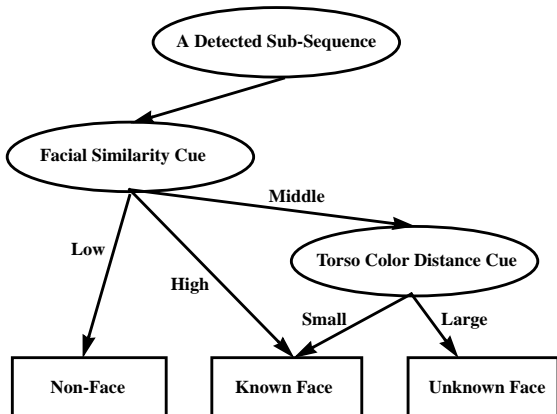 A Detected Sub-Sequence
Facial Similarity Cue
Middle
Low
Torso Color Distance Cue
High
Small
Large
Non-Face
Known Face
Unknown Face